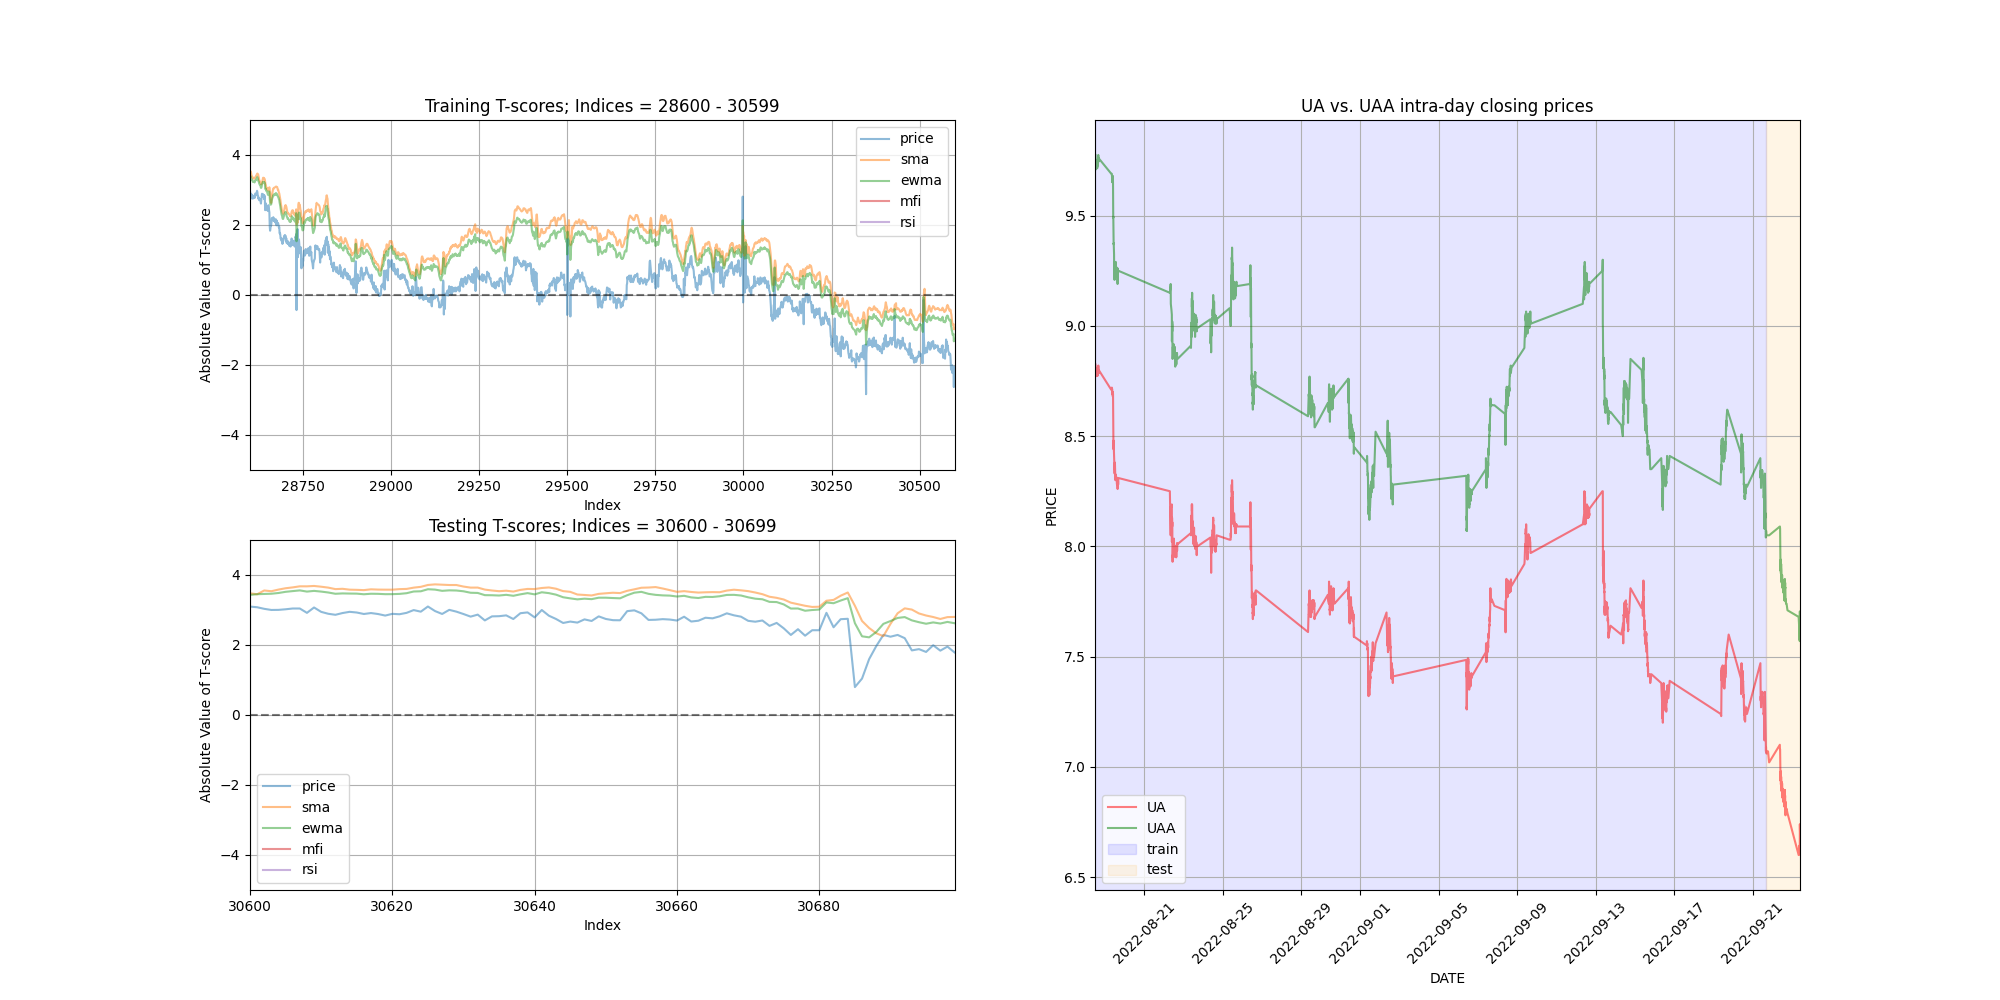 Training T-scores; Indices = 28600 - 30599
Absolute Value of T-score
4
2
0
−2
−4
price
sma
ewma
mfi
rsi
28750 29000 29250 29500 29750 30000 30250 30500
Index
Testing T-scores; Indices = 30600 - 30699
Absolute Value of T-score
4
2
0
−2
−4
price
sma
ewma
mfi
rsi
30600 30620 30640 30660 30680
Index
UA vs. UAA intra-day closing prices
PRICE
9.5
9.0
8.5
8.0
7.5
7.0
6.5
UA
UAA
train
test
2022-08-21 2022-08-25 2022-08-29 2022-09-01 2022-09-05 2022-09-09 2022-09-13 2022-09-17 2022-09-21
DATE